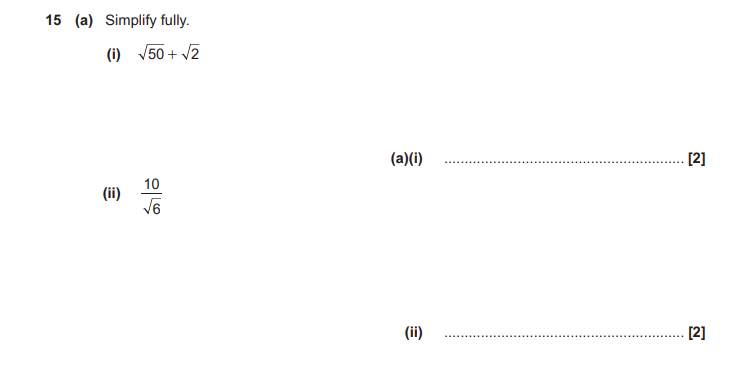 15 (a) Simplify fully.
(i) √50 + √2
(a)(i) .......................................................... [2]
(ii) 10/√6
(ii) .......................................................... [2]